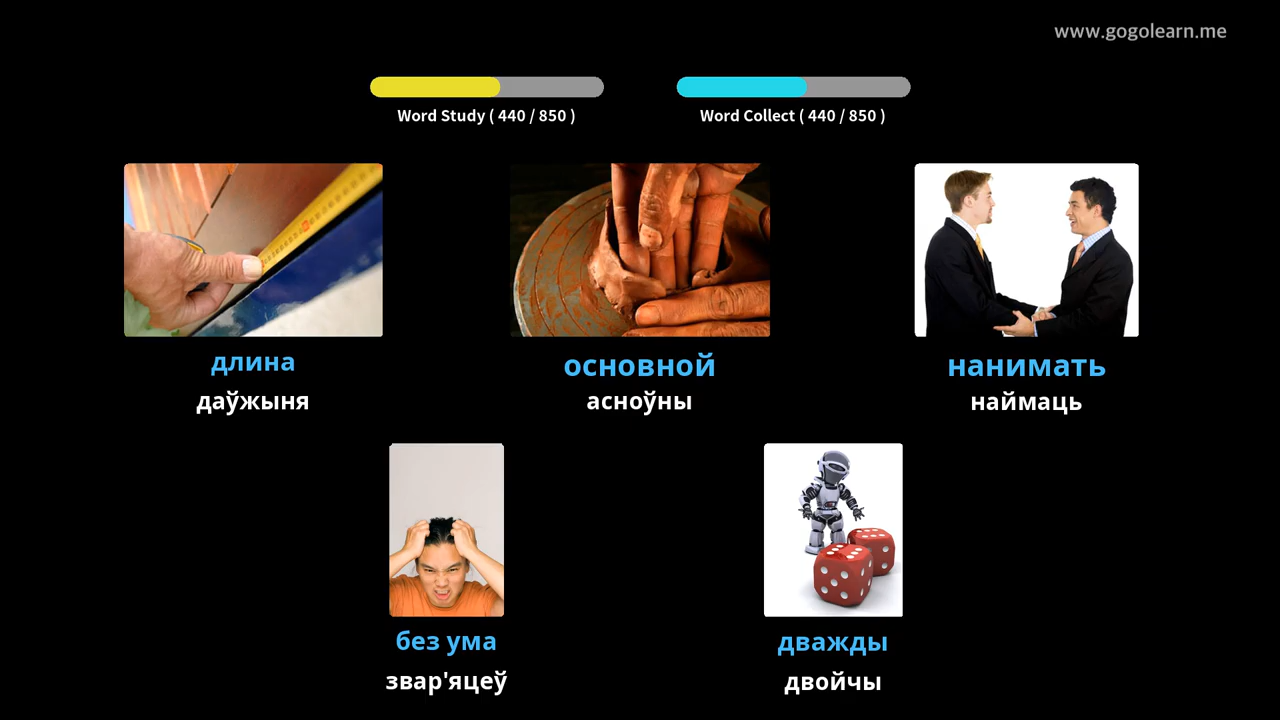 www.gogolearn.me
Word Study ( 440 / 850 )
Word Collect ( 440 / 850 )
длина
даўжыня
основной
асноўны
нанимать
наймаць
без ума
звар'яцеў
дважды
двойчы